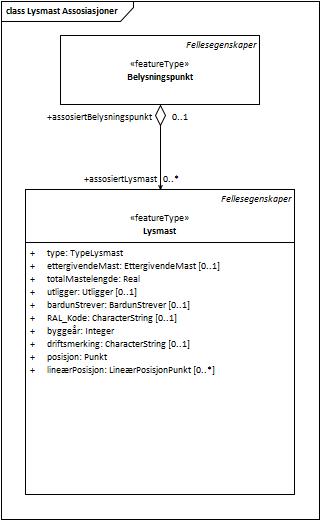 class Lysmast Assosiasjoner
Fellesegenskaper
«featureType»
Belysningspunkt
+assosiertBelysningspunkt 0..1
+assosiertLysmast 0..*
Fellesegenskaper
«featureType»
Lysmast
+ type: TypeLysmast
+ ettergivendeMast: EttergivendeMast [0..1]
+ totalMastelengde: Real
+ utligger: Utligger [0..1]
+ bardunStrever: BardunStrever [0..1]
+ RAL_Kode: CharacterString [0..1]
+ byggeår: Integer
+ driftsmerking: CharacterString [0..1]
+ posisjon: Punkt
+ lineærPosisjon: LineærPosisjonPunkt [0..*]